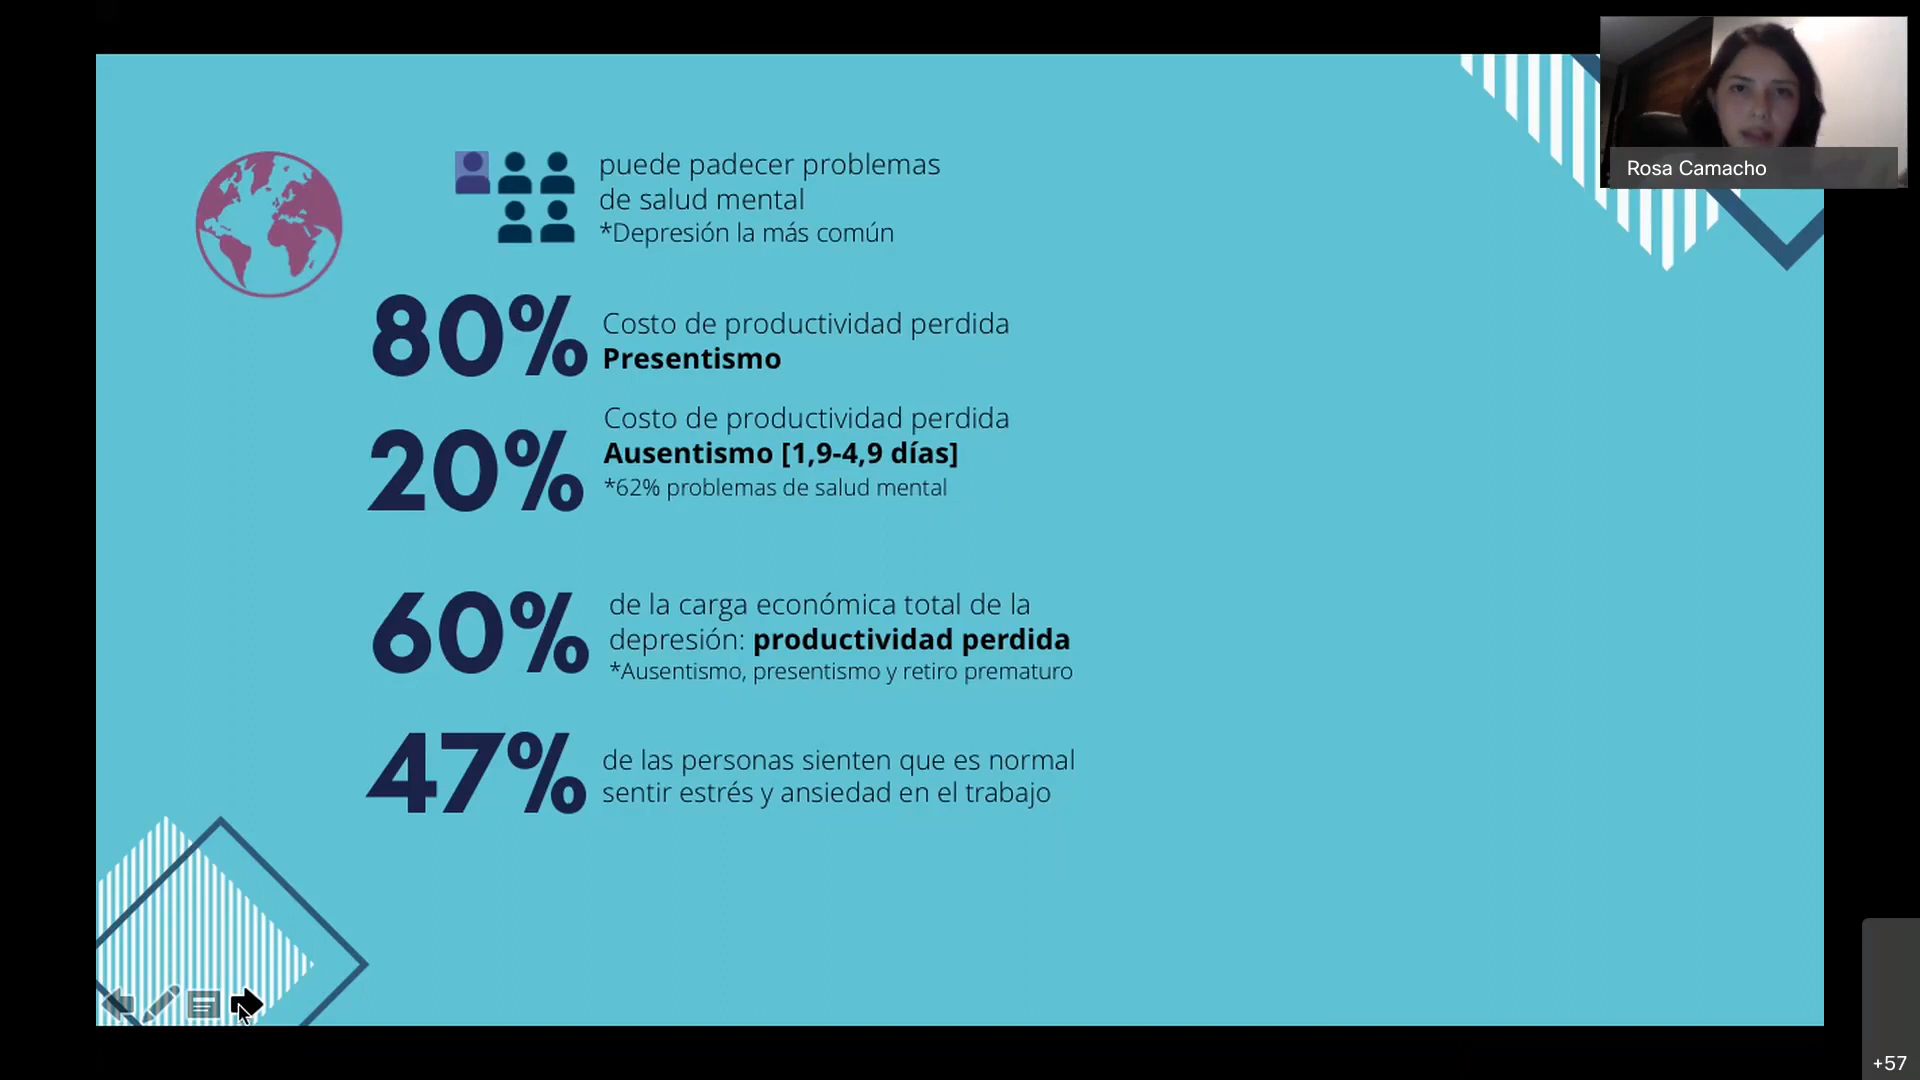 Rosa Camacho
puede padecer problemas
de salud mental
*Depresión la más común
80%
Costo de productividad perdida
Presentismo
20%
Costo de productividad perdida
Ausentismo [1,9-4,9 días]
*62% problemas de salud mental
60%
de la carga económica total de la
depresión: productividad perdida
*Ausentismo, presentismo y retiro prematuro
47%
de las personas sienten que es normal
sentir estrés y ansiedad en el trabajo
+57